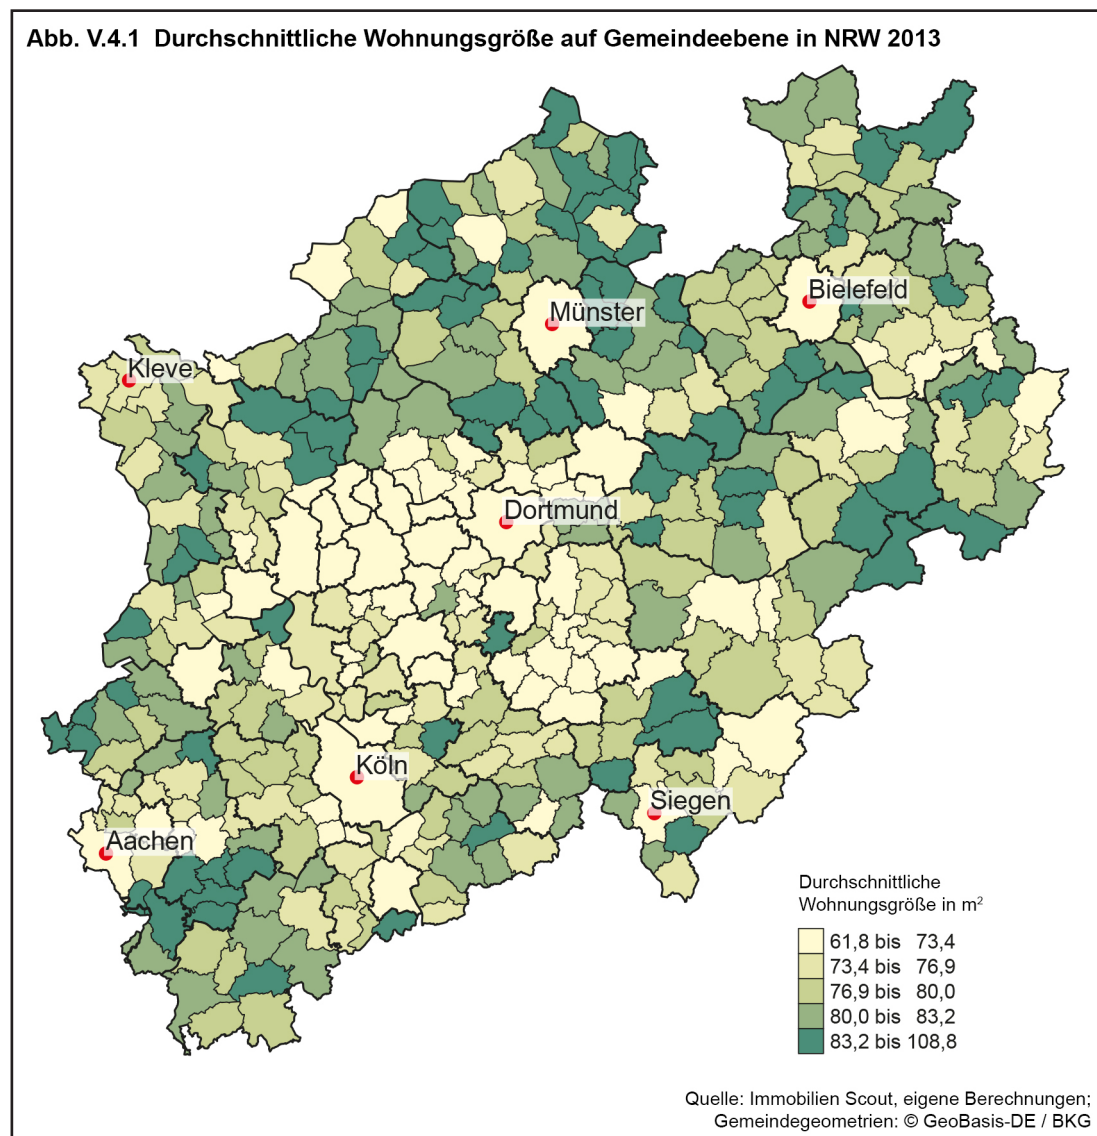 Abb. V.4.1 Durchschnittliche Wohnungsgröße auf Gemeindeebene in NRW 2013
Bielefeld
Münster
Kleve
Dortmund
Köln
Siegen
Aachen
Durchschnittliche
Wohnungsgröße in m²
61,8 bis 73,4
73,4 bis 76,9
76,9 bis 80,0
80,0 bis 83,2
83,2 bis 108,8
Quelle: Immobilien Scout, eigene Berechnungen;
Gemeindegeometrien: © GeoBasis-DE / BKG